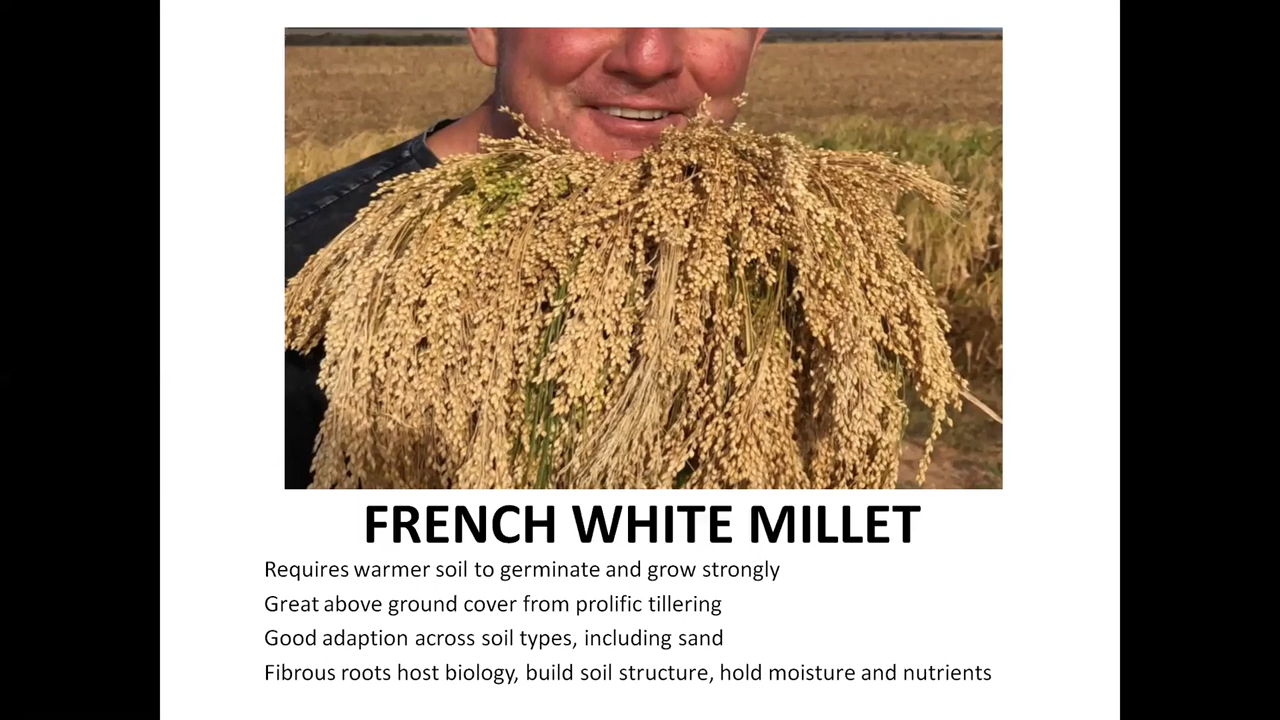 FRENCH WHITE MILLET
Requires warmer soil to germinate and grow strongly
Great above ground cover from prolific tillering
Good adaption across soil types, including sand
Fibrous roots host biology, build soil structure, hold moisture and nutrients